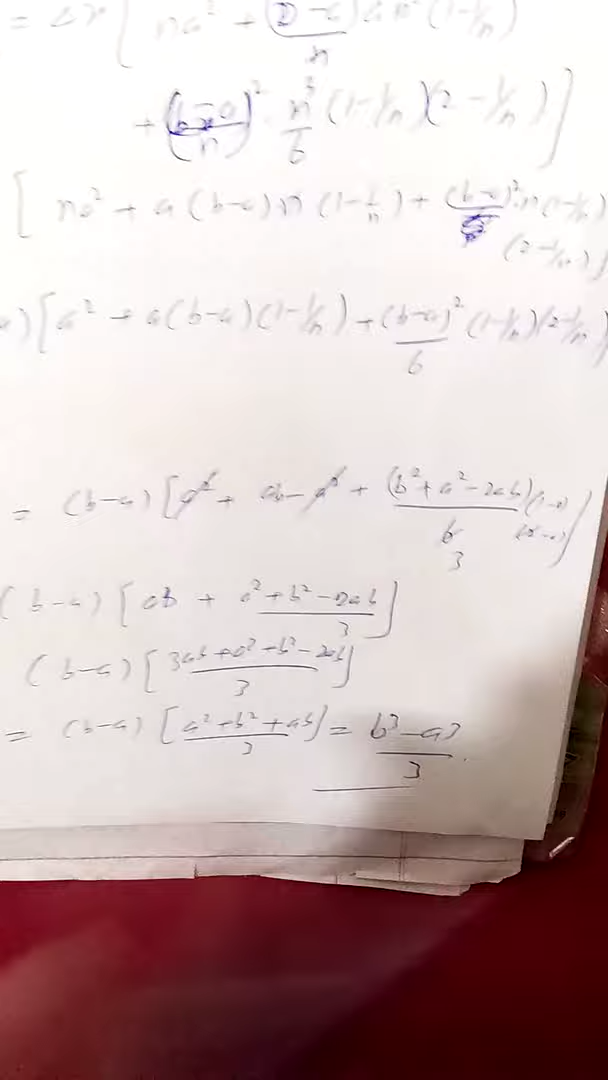 = Δx [ na² + (b-a) a n² (1-1/n) / n
+ ((b-a)/n)² · n³/6 (1-1/n)(2-1/n) ]
[ na² + a(b-a) n (1-1/n) + (b-a)² n (1-1/n)
(2-1/n) ]
) [ a² + a(b-a)(1-1/n) + (b-a)²/6 (1-1/n)(2-1/n)
= (b-a) [ a² + ab - a² + (b²+a²-2ab)/6 (1-0)
3 (2-0) ]
(b-a) [ ab + a²+b²-2ab / 3 ]
(b-a) [ 3ab+a²+b²-2ab / 3 ]
= (b-a) [ a²+b²+ab / 3 ] = b³-a³ / 3 .